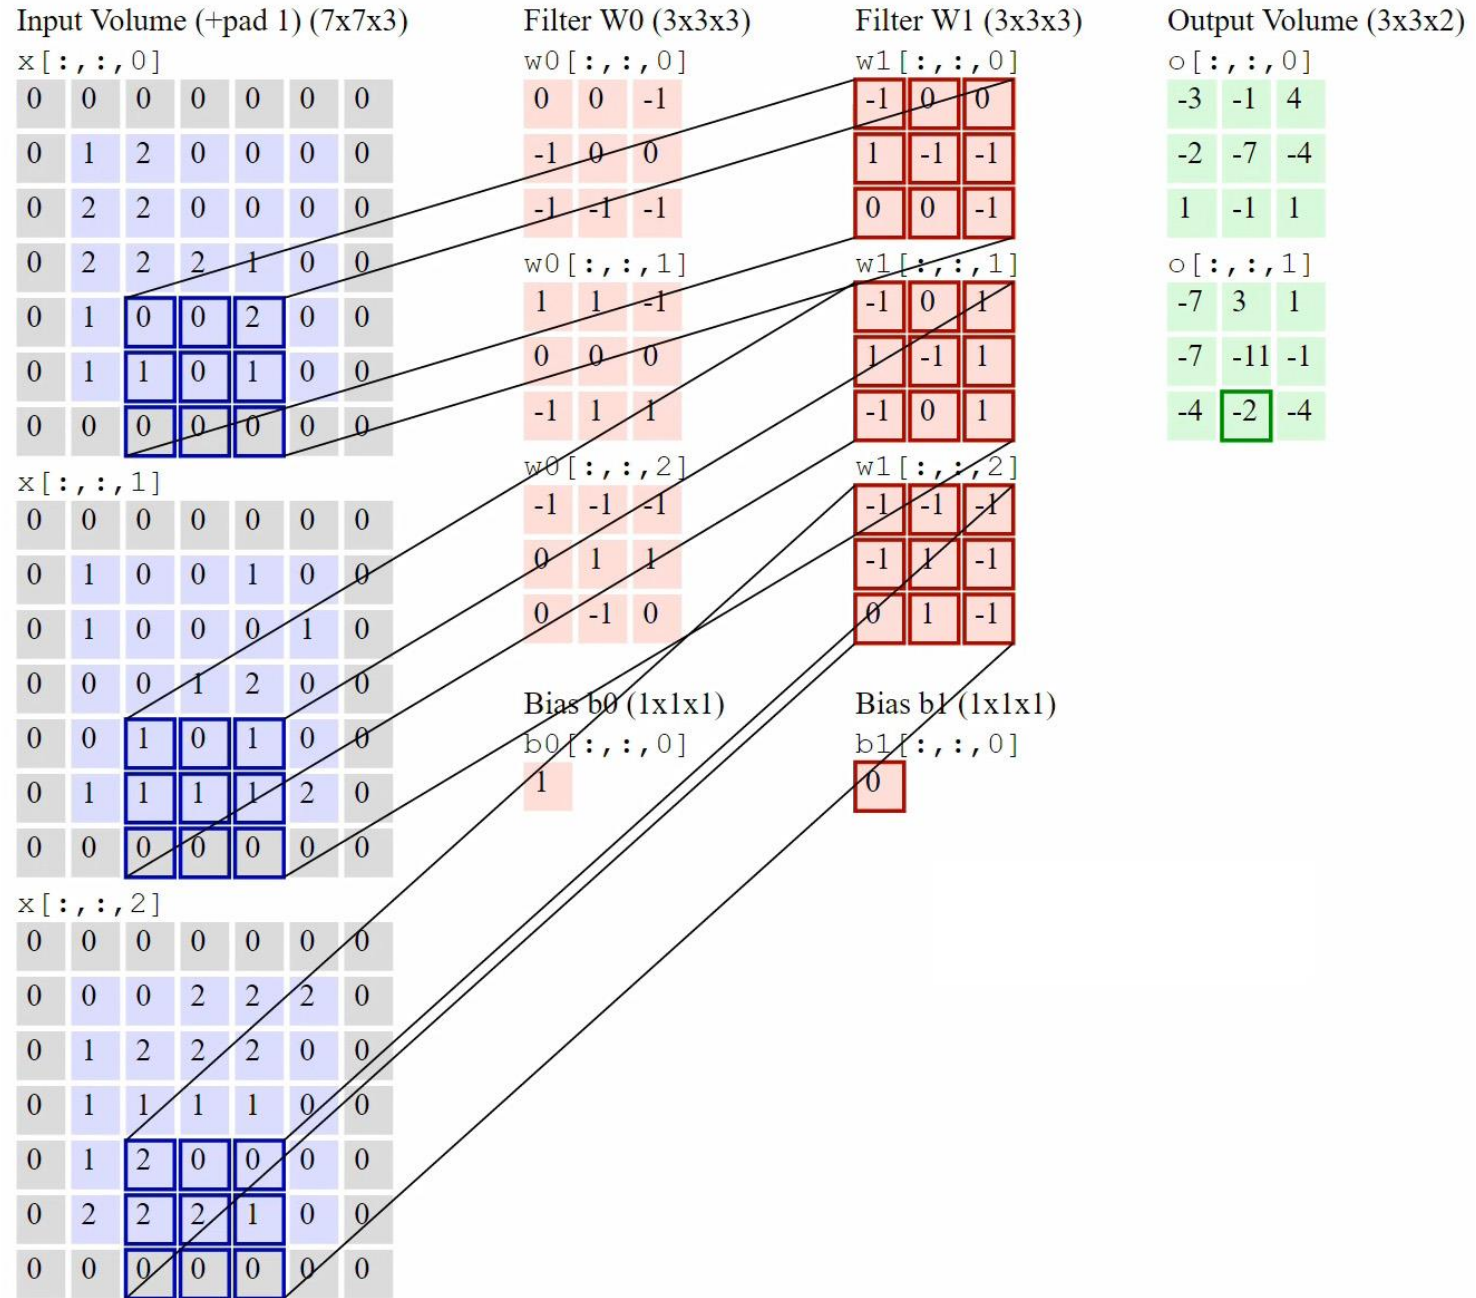 Input Volume (+pad 1) (7x7x3)
x[:,:,0]
0 0 0 0 0 0 0
0 1 2 0 0 0 0
0 2 2 0 0 0 0
0 2 2 2 1 0 0
0 1 0 0 2 0 0
0 1 1 0 1 0 0
0 0 0 0 0 0 0
x[:,:,1]
0 0 0 0 0 0 0
0 1 0 0 1 0 0
0 1 0 0 0 1 0
0 0 0 1 2 0 0
0 0 1 0 1 0 0
0 1 1 1 1 2 0
0 0 0 0 0 0 0
x[:,:,2]
0 0 0 0 0 0 0
0 0 0 2 2 2 0
0 1 2 2 2 0 0
0 1 1 1 1 0 0
0 1 2 0 0 0 0
0 2 2 2 1 0 0
0 0 0 0 0 0 0
Filter W0 (3x3x3)
w0[:,:,0]
0 0 -1
-1 0 0
-1 -1 -1
w0[:,:,1]
1 1 -1
0 0 0
-1 1 1
w0[:,:,2]
-1 -1 -1
0 1 1
0 -1 0
Bias b0 (1x1x1)
b0[:,:,0]
1
Filter W1 (3x3x3)
w1[:,:,0]
-1 0 0
1 -1 -1
0 0 -1
w1[:,:,1]
-1 0 1
1 -1 1
-1 0 1
w1[:,:,2]
-1 -1 -1
-1 1 -1
0 1 -1
Bias b1 (1x1x1)
b1[:,:,0]
0
Output Volume (3x3x2)
o[:,:,0]
-3 -1 4
-2 -7 -4
1 -1 1
o[:,:,1]
-7 3 1
-7 -11 -1
-4 -2 -4